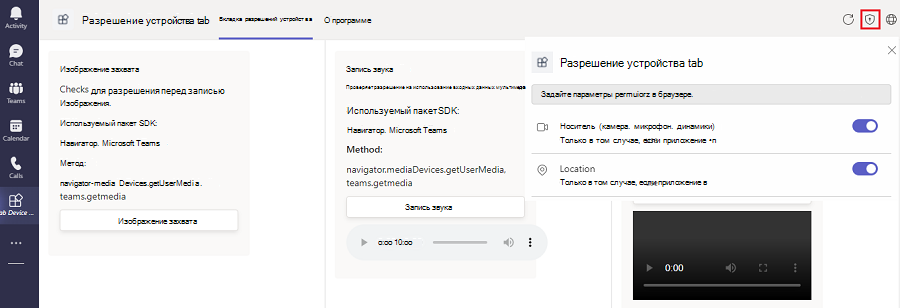 Activity
Chat
Teams
Calendar
Calls
ab Device ...
Разрешение устройства tab
Вкладка разрешений устройства
О программе
Изображение захвата
Checks для разрешения перед записью
Изображения.
Используемый пакет SDK:
Навигатор. Microsoft Teams
Метод:
navigator-media Devices.getUserMedia.
teams.getmedia
Изображение захвата
Запись звука
Проверяет разрешение на использование входных данных
Используемый пакет SDK:
Навигатор. Microsoft Teams
Method:
navigator.mediaDevices.getUserMedia,
teams.getmedia
Запись звука
0:00 10:00
Разрешение устройства tab
Задайте параметры permuiorz в браузере.
Носитель (камера. микрофон. динамики)
Только в том случае, если приложение
Location
Только в том случае, если приложение в
0:00